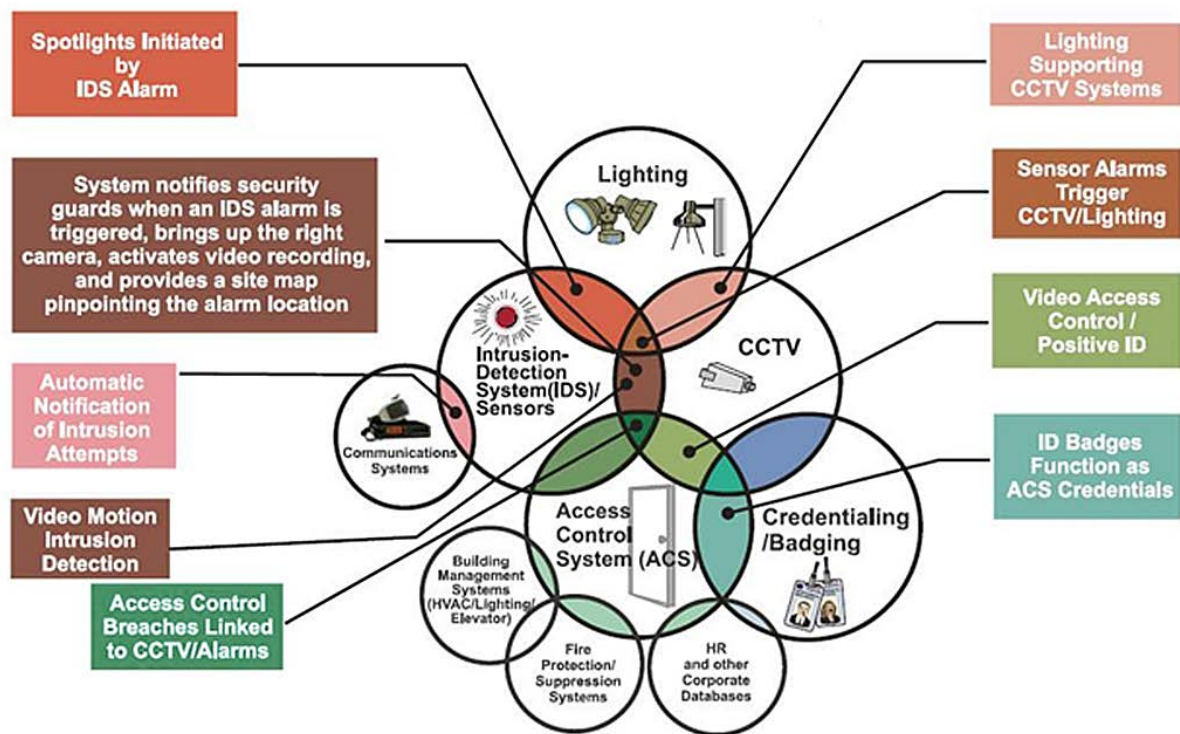 Spotlights Initiated
by
IDS Alarm
Lighting
Supporting
CCTV Systems
System notifies security
guards when an IDS alarm is
triggered, brings up the right
camera, activates video recording,
and provides a site map
pinpointing the alarm location
Sensor Alarms
Trigger
CCTV/Lighting
Video Access
Control /
Positive ID
Automatic
Notification
of Intrusion
Attempts
ID Badges
Function as
ACS Credentials
Video Motion
Intrusion
Detection
Access Control
Breaches Linked
to CCTV/Alarms
Lighting
Intrusion-
Detection
System(IDS)/
Sensors
CCTV
Communications
Systems
Access
Control
System (ACS)
Credentialing
/Badging
Building
Management
Systems
(HVAC/Lighting/
Elevator)
Fire
Protection/
Suppression
Systems
HR
and other
Corporate
Databases